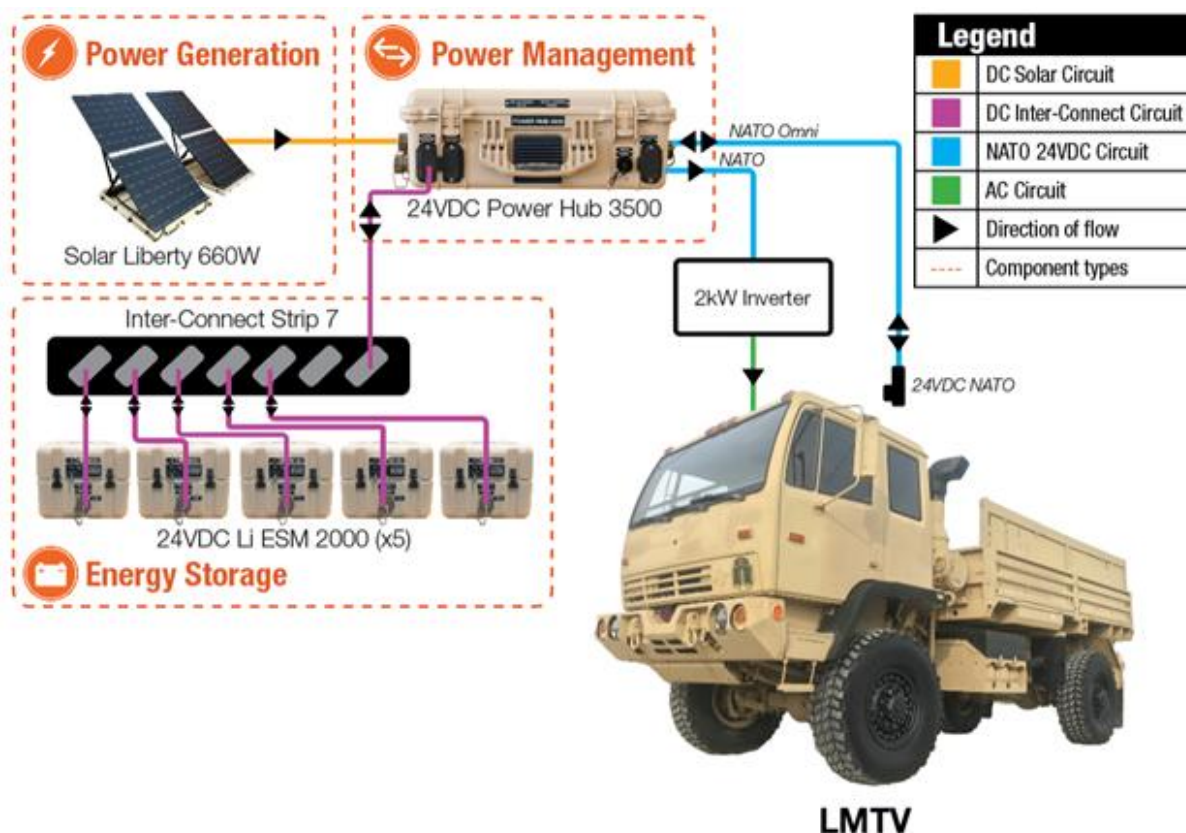 Power Generation
Solar Liberty 660W
Power Management
24VDC Power Hub 3500
NATO Omni
NATO
Legend
DC Solar Circuit
DC Inter-Connect Circuit
NATO 24VDC Circuit
AC Circuit
Direction of flow
Component types
2kW Inverter
24VDC NATO
Inter-Connect Strip 7
24VDC Li ESM 2000 (x5)
Energy Storage
LMTV